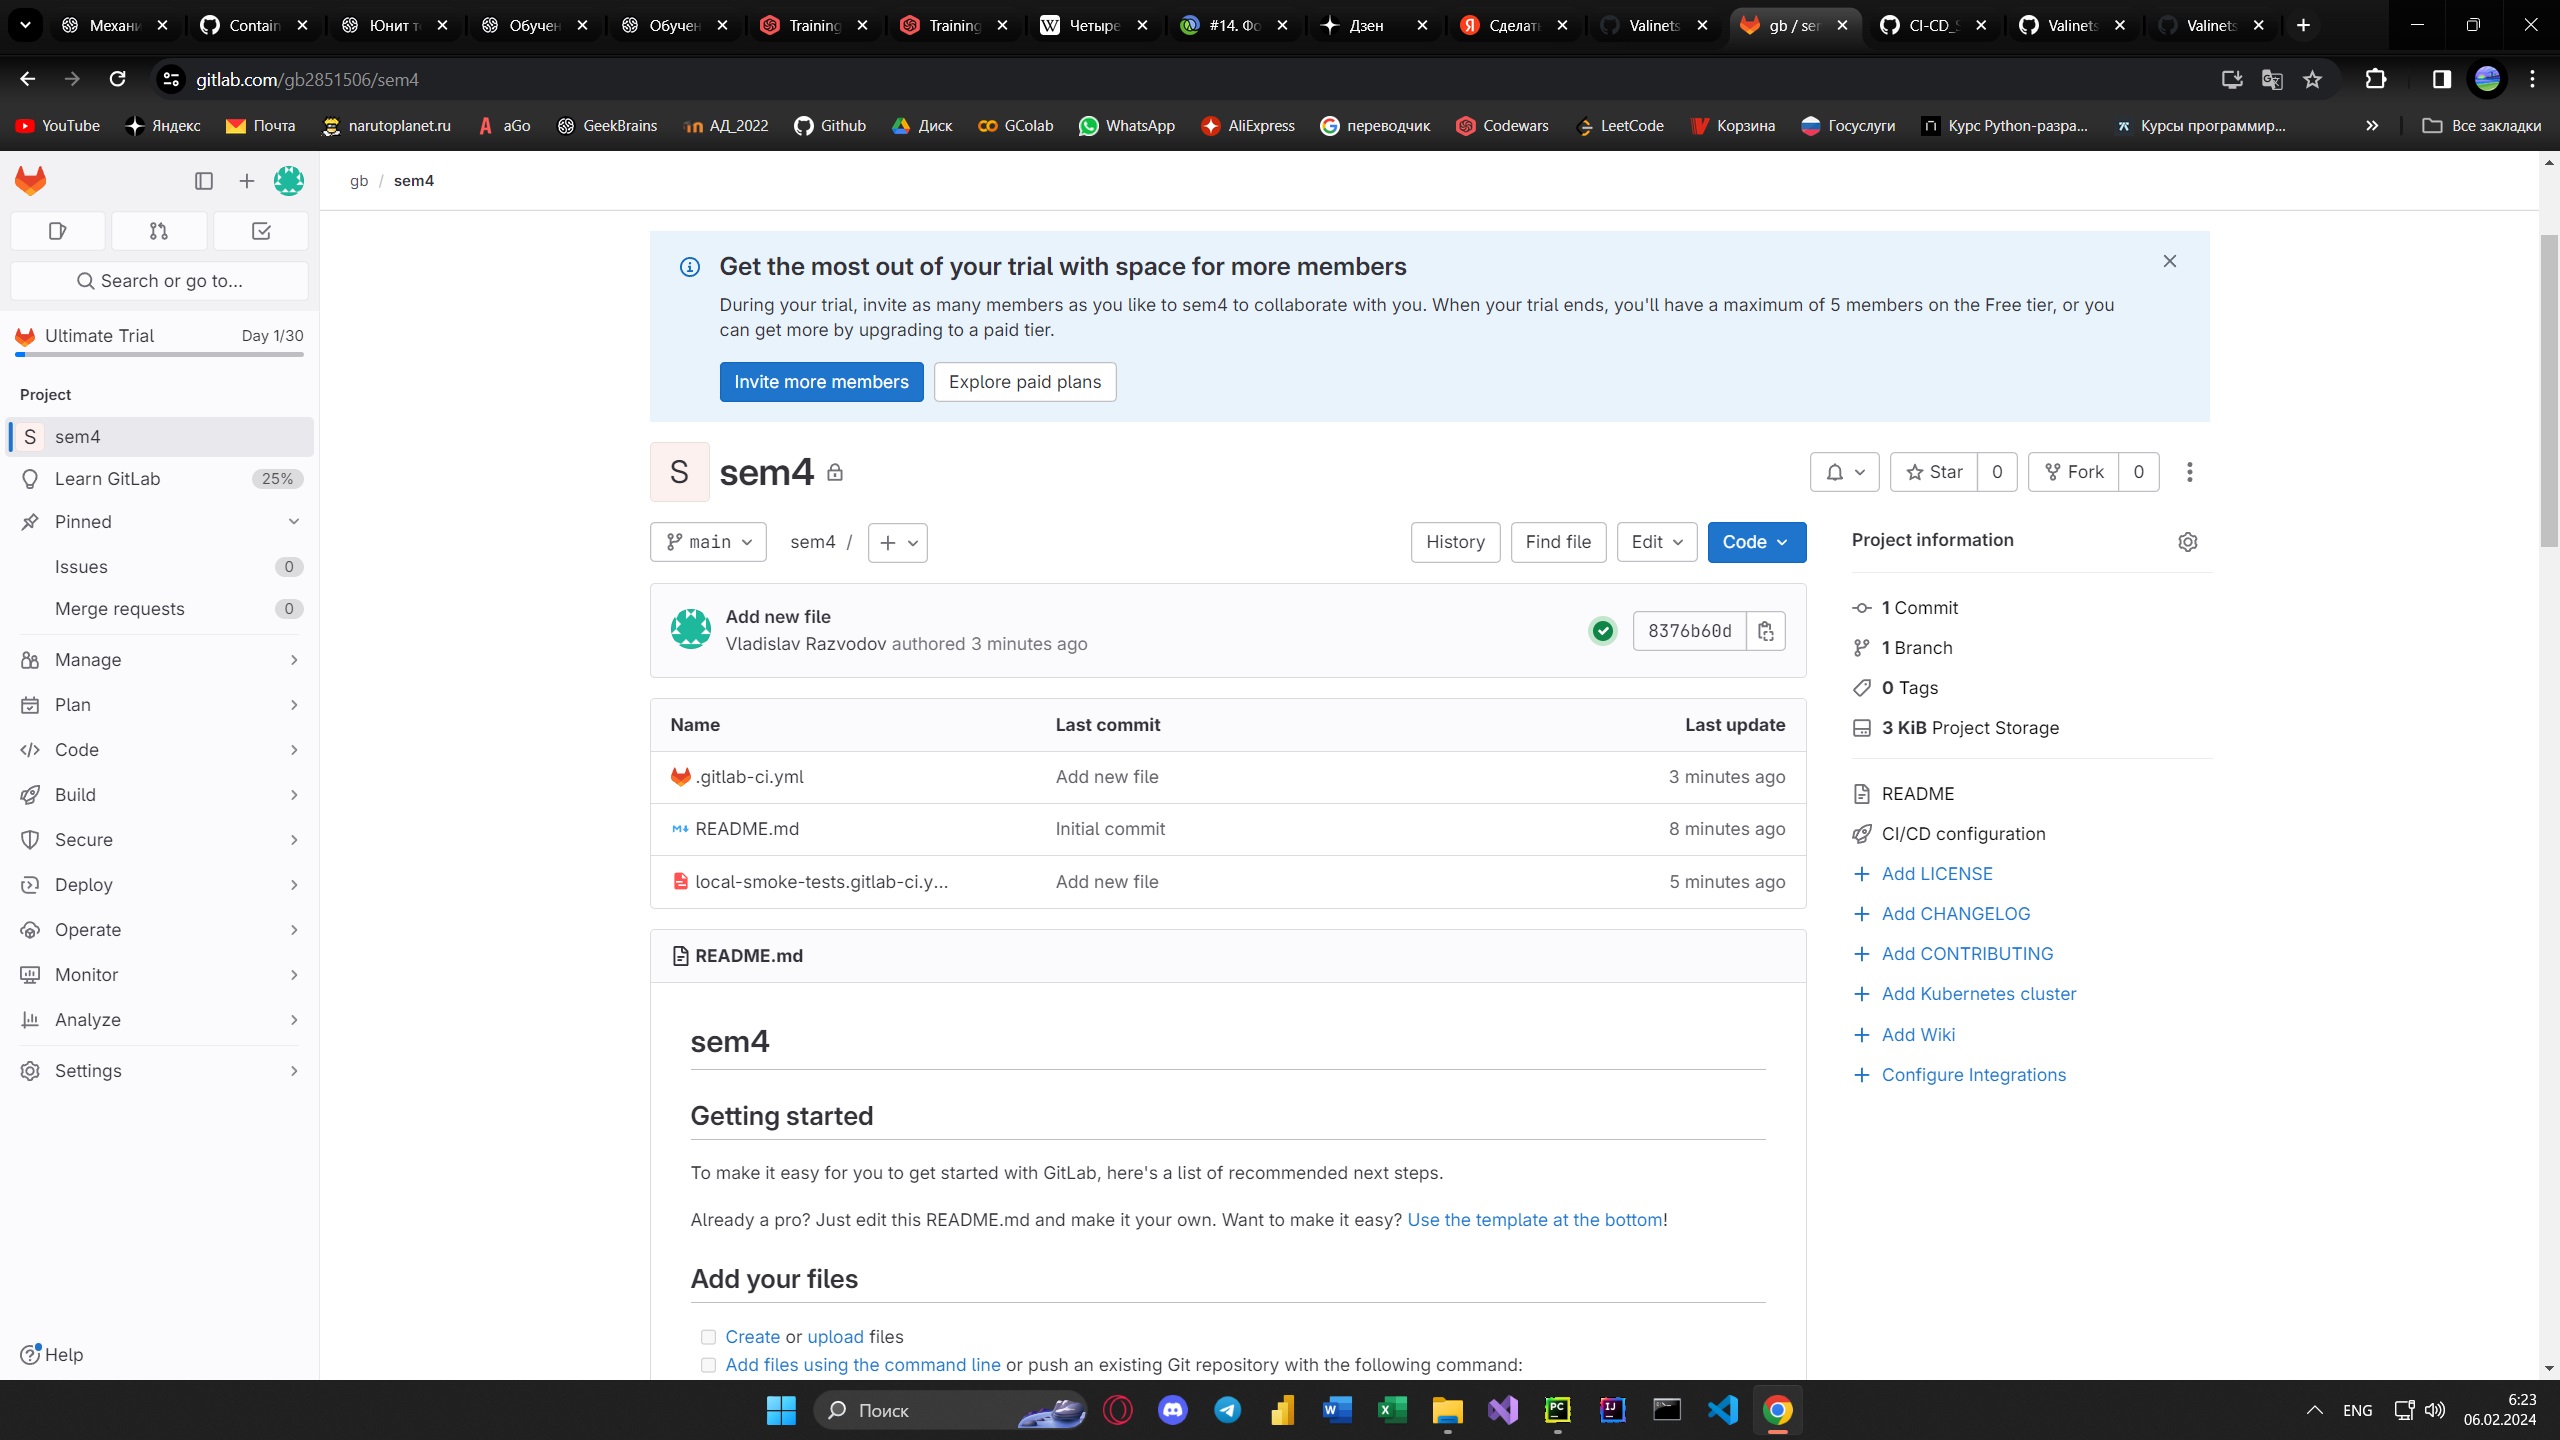 Механи
Contain
Юнит т
Обучен
Обучен
Training
Training
Четыре
#14. Фо
Дзен
Сделать
Valinets
gb / sem
CI-CD_S
Valinets
Valinets
gitlab.com/gb2851506/sem4
YouTube
Яндекс
Почта
narutoplanet.ru
aGo
GeekBrains
АД_2022
Github
Диск
GColab
WhatsApp
AliExpress
переводчик
Codewars
LeetCode
Корзина
Госуслуги
Курс Python-разра...
Курсы программир...
»
Все закладки
gb / sem4
Search or go to...
Ultimate Trial
Day 1/30
Project
S sem4
Learn GitLab
25%
Pinned
Issues
0
Merge requests
0
Manage
Plan
Code
Build
Secure
Deploy
Operate
Monitor
Analyze
Settings
Help
Get the most out of your trial with space for more members
During your trial, invite as many members as you like to sem4 to collaborate with you. When your trial ends, you'll have a maximum of 5 members on the Free tier, or you
can get more by upgrading to a paid tier.
Invite more members
Explore paid plans
S
sem4
Star
0
Fork
0
main
sem4 /
History
Find file
Edit
Code
Add new file
Vladislav Razvodov authored 3 minutes ago
8376b60d
Name
Last commit
Last update
.gitlab-ci.yml
Add new file
3 minutes ago
README.md
Initial commit
8 minutes ago
local-smoke-tests.gitlab-ci.y...
Add new file
5 minutes ago
README.md
sem4
Getting started
To make it easy for you to get started with GitLab, here's a list of recommended next steps.
Already a pro? Just edit this README.md and make it your own. Want to make it easy? Use the template at the bottom!
Add your files
Create or upload files
Add files using the command line or push an existing Git repository with the following command:
Project information
1 Commit
1 Branch
0 Tags
3 KiB Project Storage
README
CI/CD configuration
Add LICENSE
Add CHANGELOG
Add CONTRIBUTING
Add Kubernetes cluster
Add Wiki
Configure Integrations
Поиск
ENG
6:23
06.02.2024